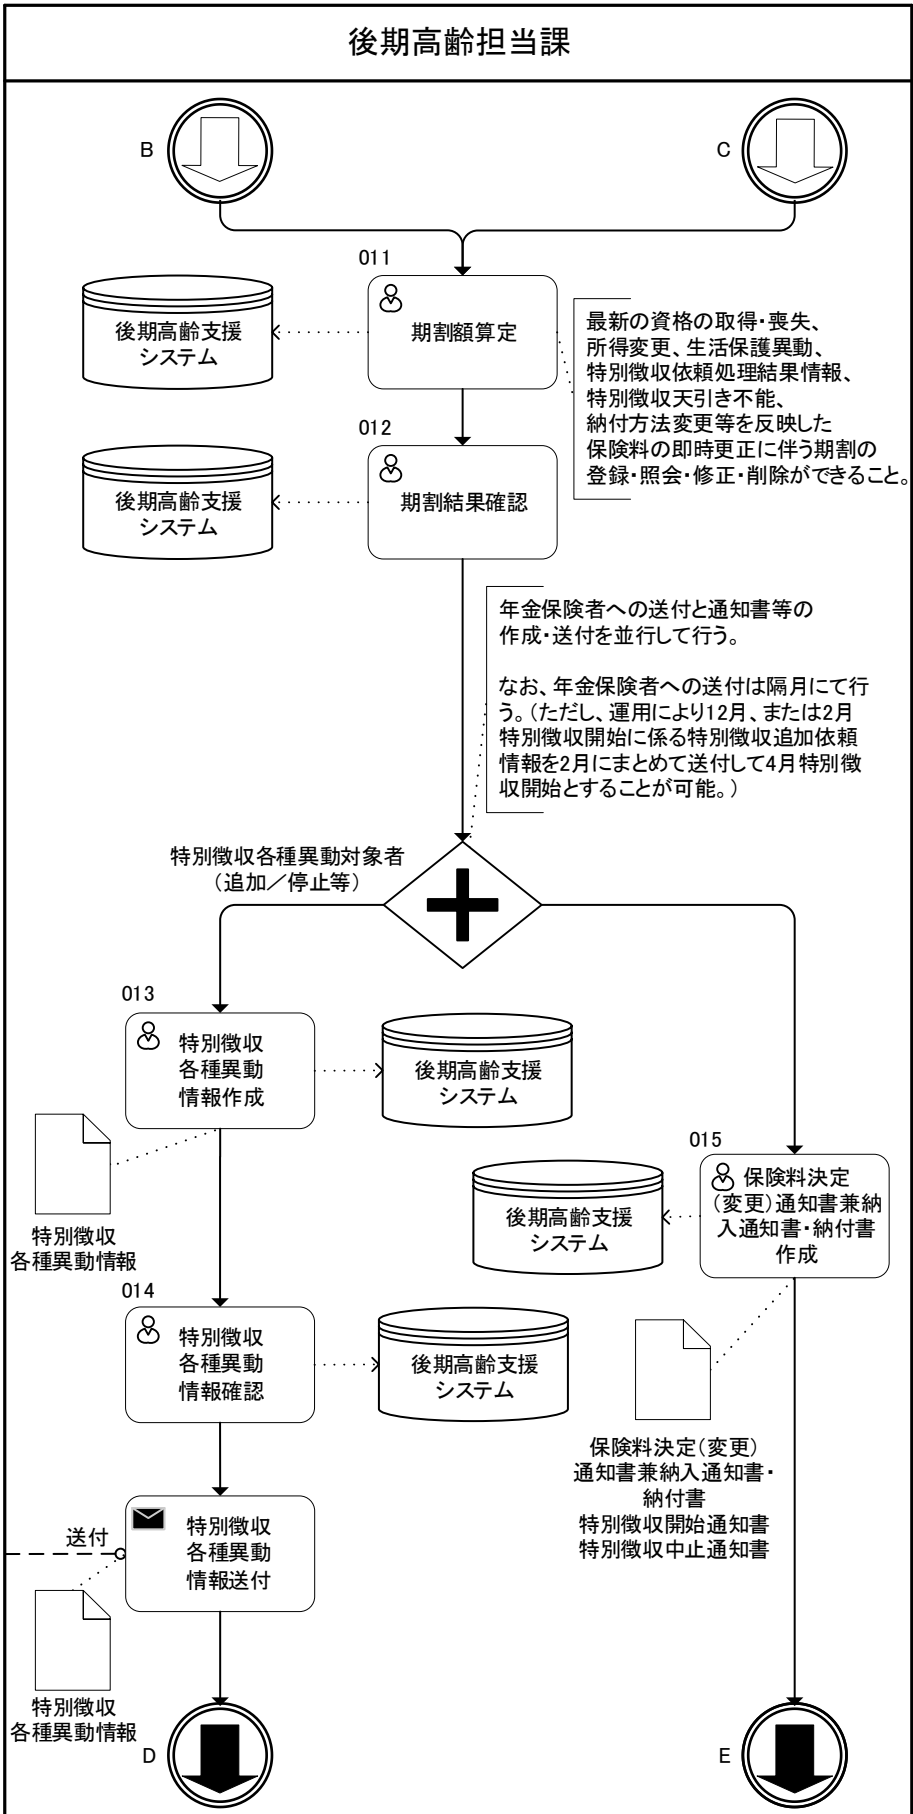 後期高齢担当課
B
C
011
期割額算定
後期高齢支援
システム
最新の資格の取得・喪失、
所得変更、生活保護異動、
特別徴収依頼処理結果情報、
特別徴収天引き不能、
納付方法変更等を反映した
保険料の即時更正に伴う期割の
登録・照会・修正・削除ができること。
012
期割結果確認
後期高齢支援
システム
年金保険者への送付と通知書等の
作成・送付を並行して行う。
なお、年金保険者への送付は隔月にて行
う。（ただし、運用により12月、または2月
特別徴収開始に係る特別徴収追加依頼
情報を2月にまとめて送付して4月特別徴
収開始とすることが可能。）
特別徴収各種異動対象者
（追加／停止等）
013
特別徴収
各種異動
情報作成
後期高齢支援
システム
特別徴収
各種異動情報
015
保険料決定
（変更）通知書兼納
入通知書・納付書
作成
後期高齢支援
システム
014
特別徴収
各種異動
情報確認
後期高齢支援
システム
保険料決定（変更）
通知書兼納入通知書・
納付書
特別徴収開始通知書
特別徴収中止通知書
送付
特別徴収
各種異動
情報送付
特別徴収
各種異動情報
D
E